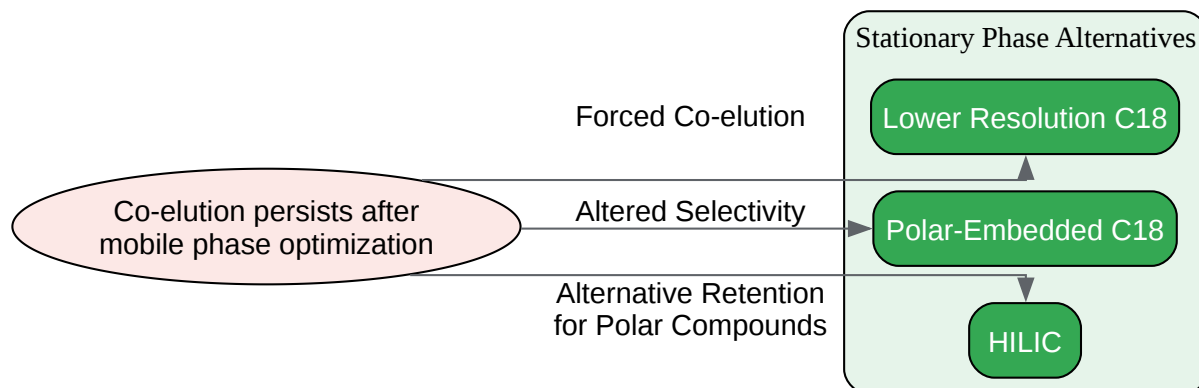 Stationary Phase Alternatives
Forced Co-elution
Lower Resolution C18
Co-elution persists after
mobile phase optimization
Altered Selectivity
Polar-Embedded C18
Alternative Retention
for Polar Compounds
HILIC